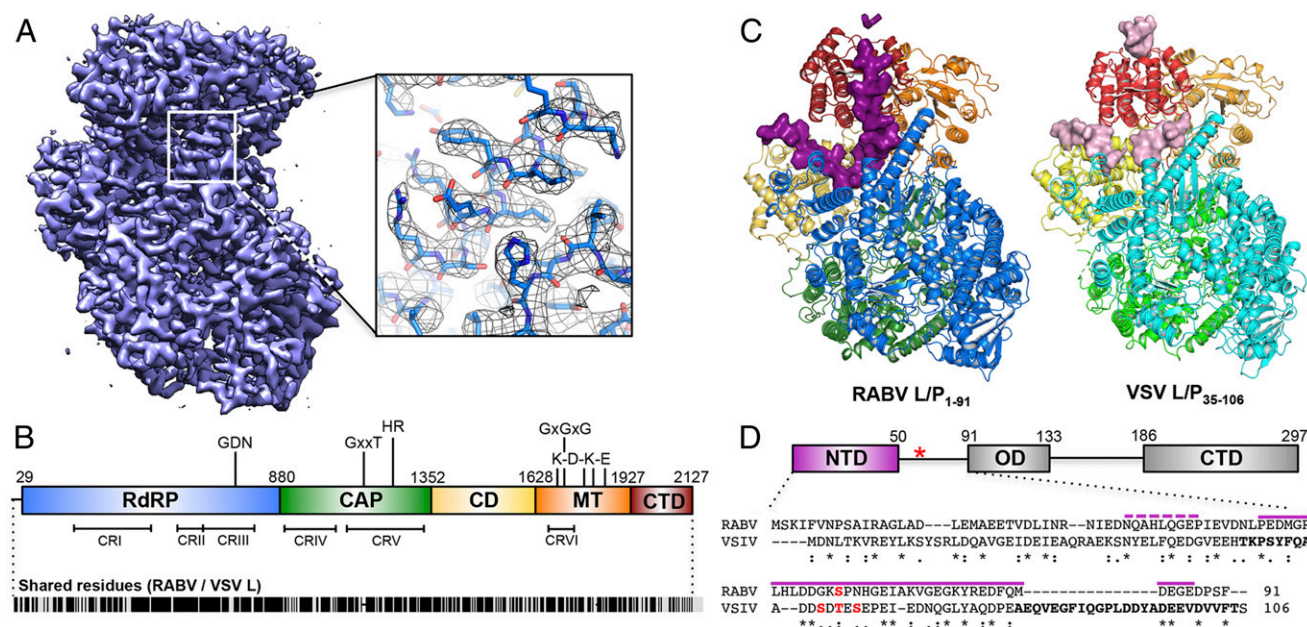 A
C
RABV L/P1-91
VSV L/P35-106
B
GDN
GxxT
HR
GxGxG
K-D-K-E
29
880
1352
1628
1927
2127
RdRP
CAP
CD
MT
CTD
CRI
CRII
CRIII
CRIV
CRV
CRVI
Shared residues (RABV / VSV L)
D
50
91
133
186
297
NTD
*
OD
CTD
RABV MSKIFVNPSAIRAGLAD--LEMAEETVDLINR-NIEDNQAHLQGEPIEVDNLPEDMGR
VSIV ----MDNLTKVREYLKSYSRLDQAVGEIDEIEAQRAEKSNYELFQEDGVEEHTKPSYFQA
RABV LHLDDGKSPNHGEIAKVGEGKYREDFQM-------------DEGEDPSF-- 91
VSIV A--DDSDTESEPEI-EDNQGLYAQDPEAEQVEGFIQGPLDDYADEEVDVVFTS 106